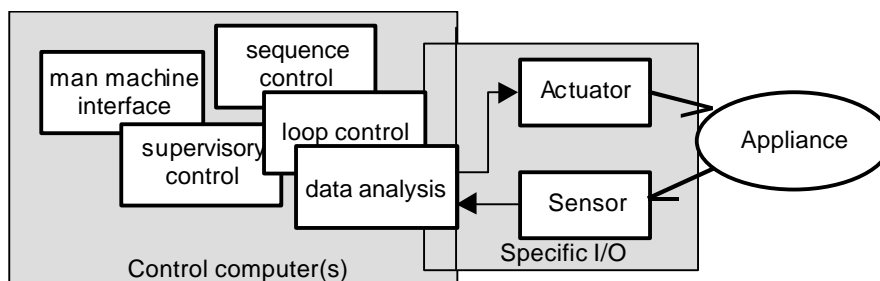 man machine
interface
sequence
control
supervisory
control
loop control
data analysis
Control computer(s)
Actuator
Sensor
Specific I/O
Appliance